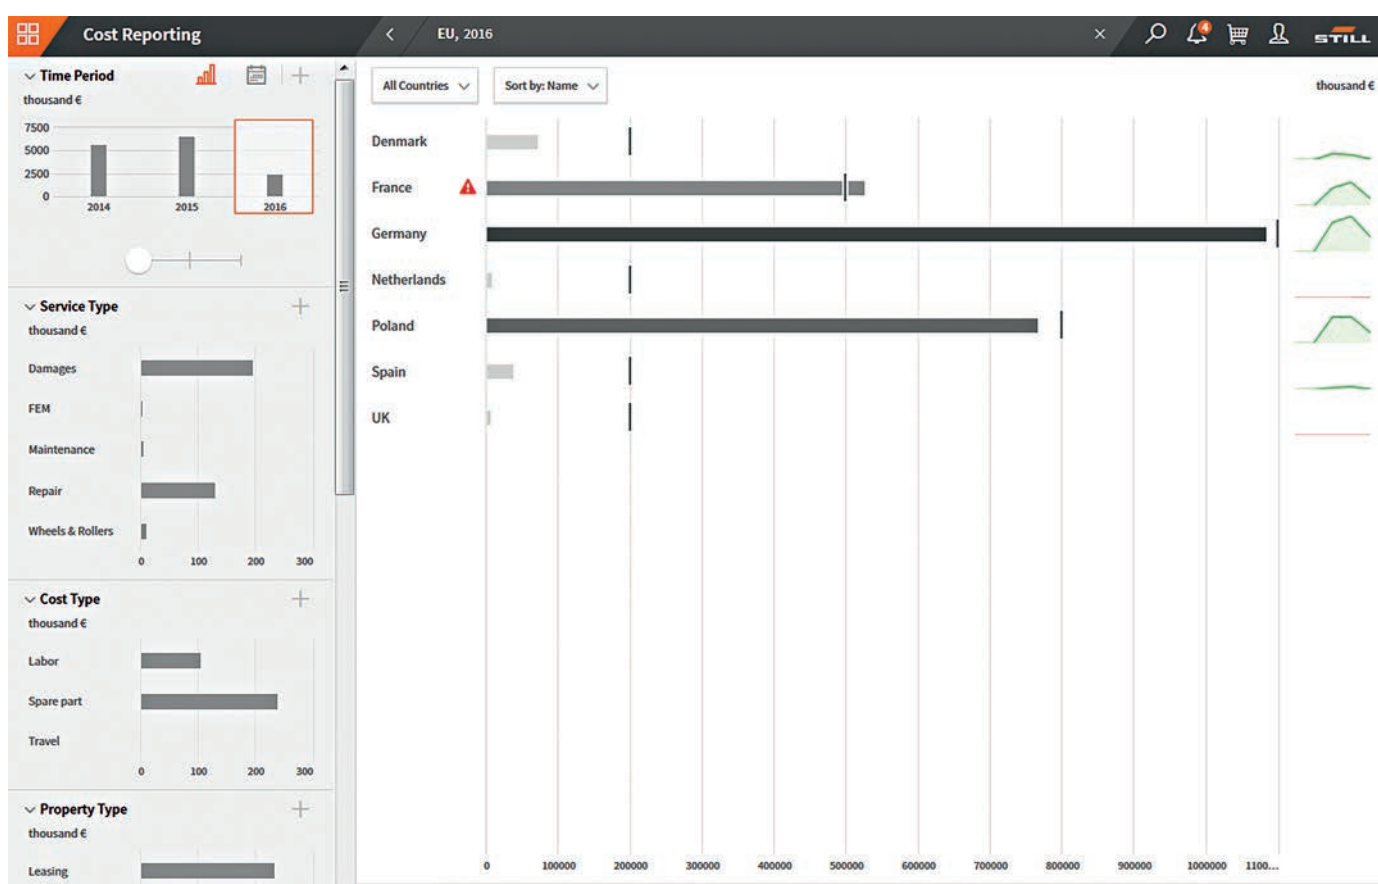 Cost Reporting
EU, 2016
4
STILL
Time Period
thousand €
7500
5000
2500
0
2014 2015 2016
Service Type
thousand €
Damages
FEM
Maintenance
Repair
Wheels & Rollers
0 100 200 300
Cost Type
thousand €
Labor
Spare part
Travel
0 100 200 300
Property Type
thousand €
Leasing
All Countries Sort by: Name thousand €
Denmark
France
Germany
Netherlands
Poland
Spain
UK
0 100000 200000 300000 400000 500000 600000 700000 800000 900000 1000000 1100...